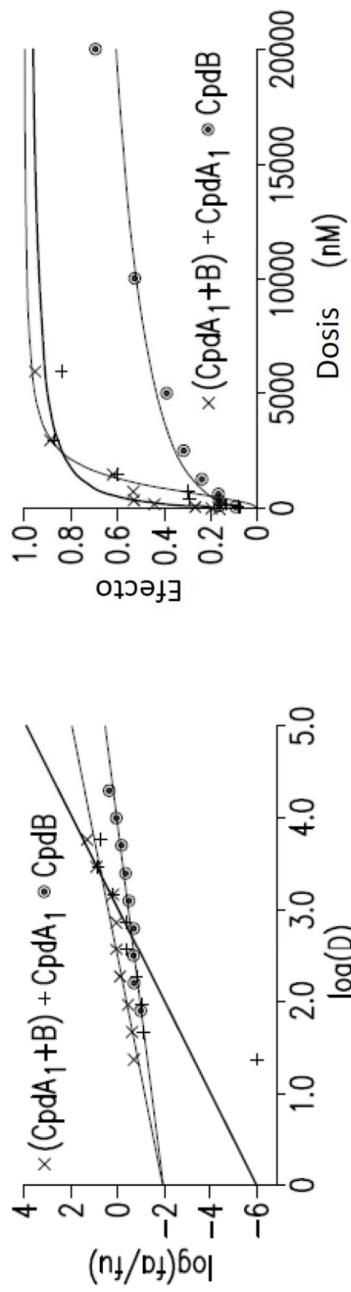 4
2
0
−2
−4
−6
log(fa/fu)
×(CpdA1+B) + CpdA1 ⦿ CpdB
0 1.0 2.0 3.0 4.0 5.0
log(D)
1.0
0.8
0.6
0.4
0.2
0
Efecto
×(CpdA1+B) + CpdA1 ⦿ CpdB
0 5000 10000 15000 20000
Dosis (nM)